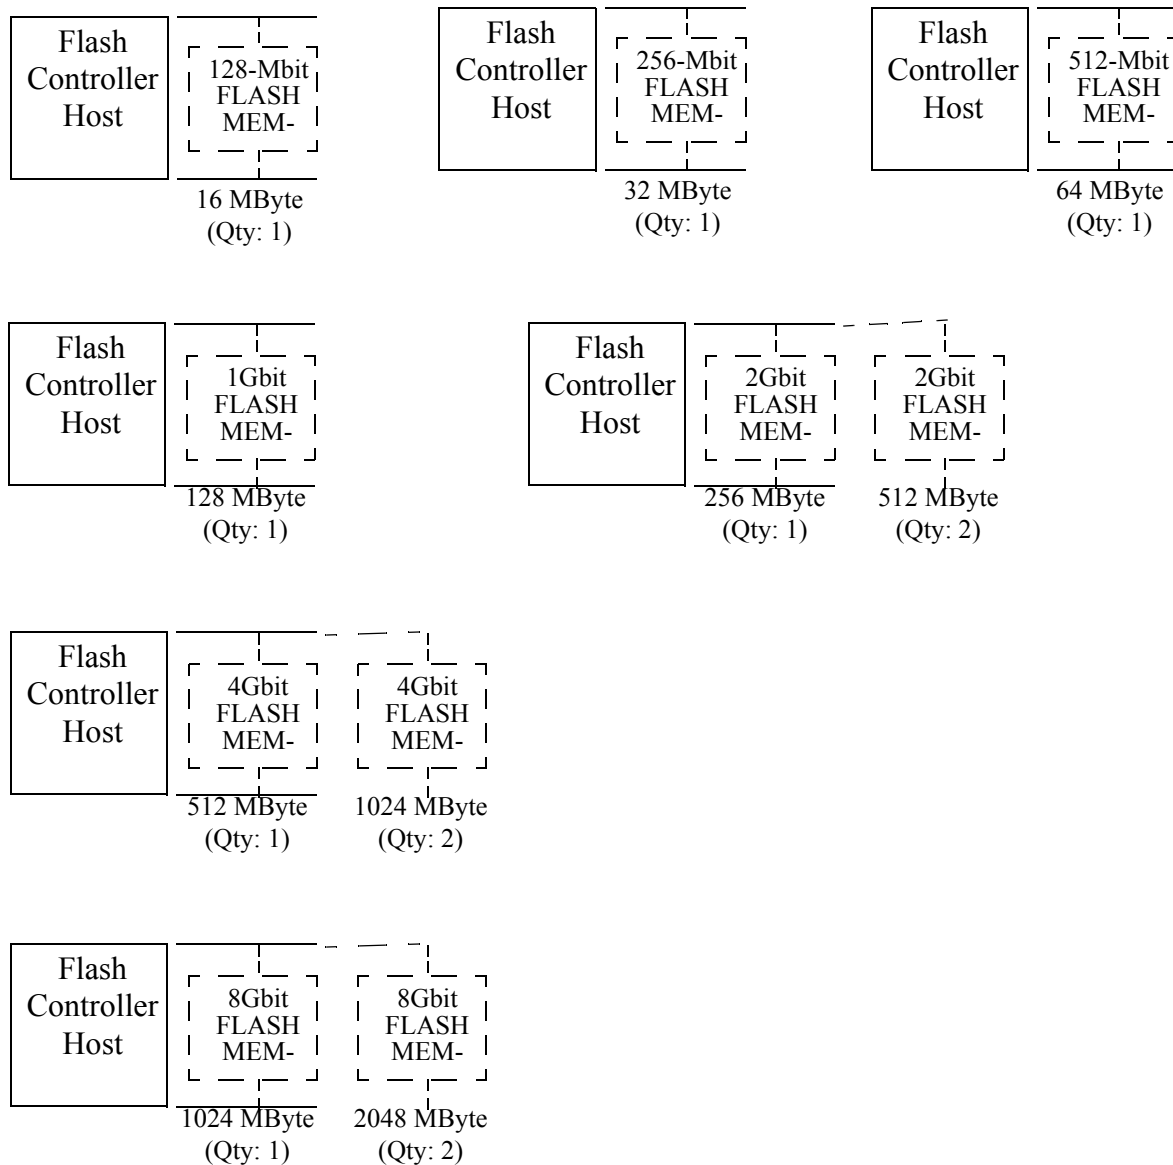 Flash
Controller
Host
128-Mbit
FLASH
MEM-
16 MByte
(Qty: 1)
Flash
Controller
Host
256-Mbit
FLASH
MEM-
32 MByte
(Qty: 1)
Flash
Controller
Host
512-Mbit
FLASH
MEM-
64 MByte
(Qty: 1)
Flash
Controller
Host
1Gbit
FLASH
MEM-
128 MByte
(Qty: 1)
Flash
Controller
Host
2Gbit
FLASH
MEM-
256 MByte
(Qty: 1)
2Gbit
FLASH
MEM-
512 MByte
(Qty: 2)
Flash
Controller
Host
4Gbit
FLASH
MEM-
512 MByte
(Qty: 1)
4Gbit
FLASH
MEM-
1024 MByte
(Qty: 2)
Flash
Controller
Host
8Gbit
FLASH
MEM-
1024 MByte
(Qty: 1)
8Gbit
FLASH
MEM-
2048 MByte
(Qty: 2)